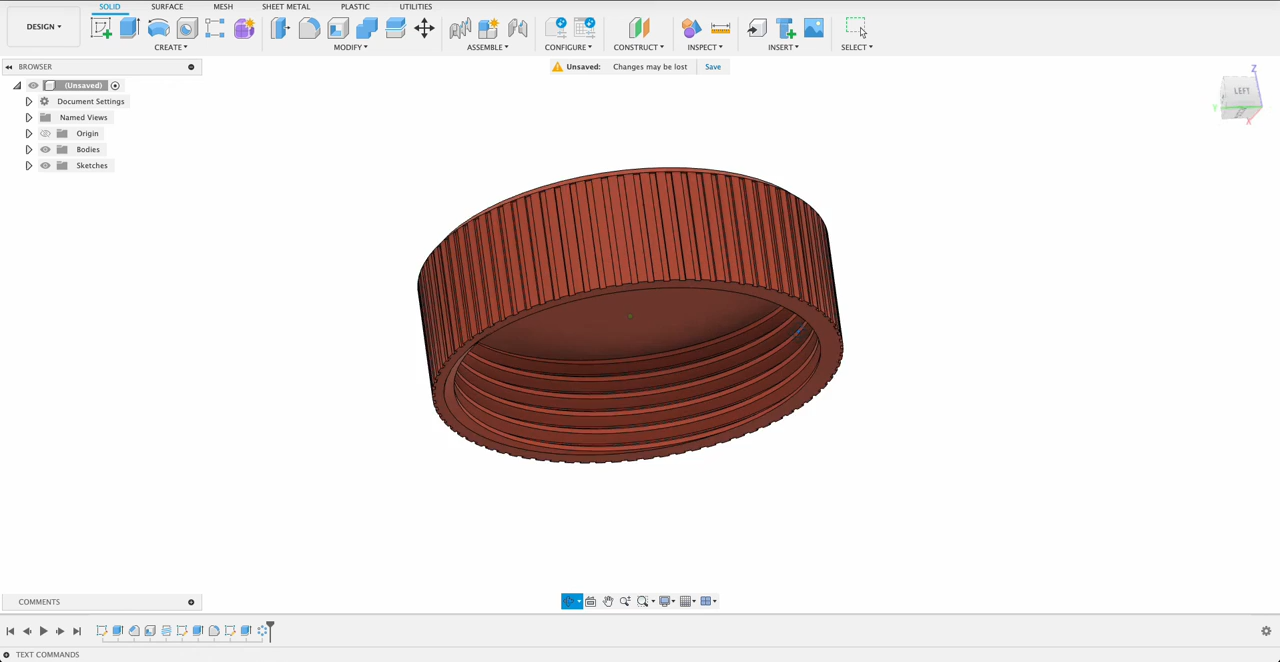 SOLID SURFACE MESH SHEET METAL PLASTIC UTILITIES
DESIGN
CREATE MODIFY ASSEMBLE CONFIGURE CONSTRUCT INSPECT INSERT SELECT
BROWSER
Unsaved: Changes may be lost Save
(Unsaved)
Document Settings
Named Views
Origin
Bodies
Sketches
Z
LEFT
Y
X
COMMENTS
TEXT COMMANDS